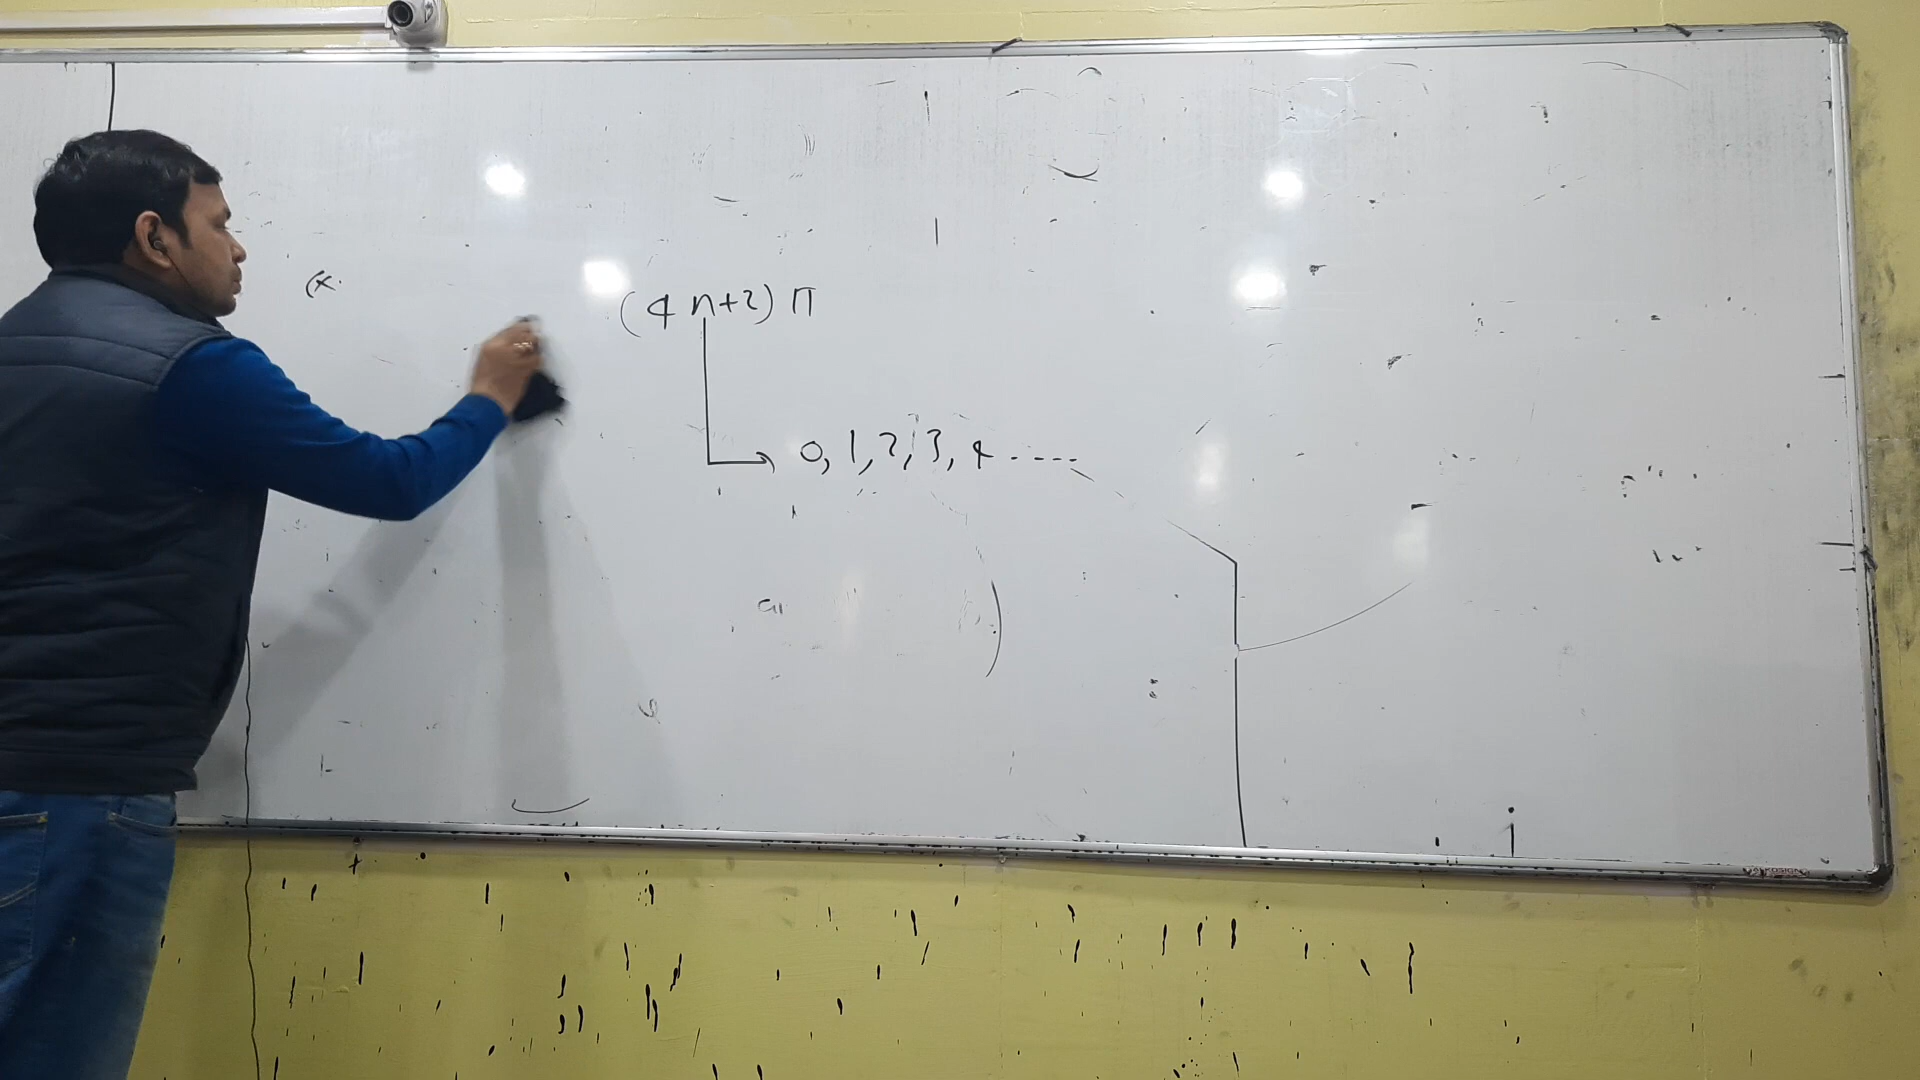 (x.
(4n+2) π
0, 1, 2, 3, 4 .....